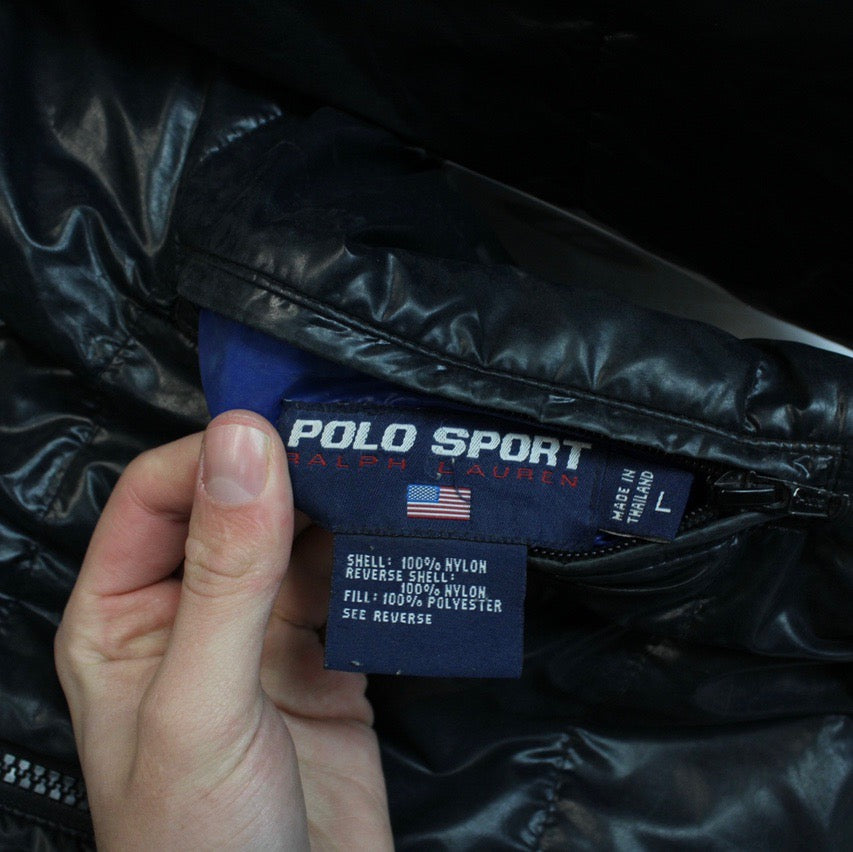 POLO SPORT
RALPH LAUREN
MADE IN
THAILAND
L
SHELL: 100% NYLON
REVERSE SHELL:
100% NYLON
FILL: 100% POLYESTER
SEE REVERSE